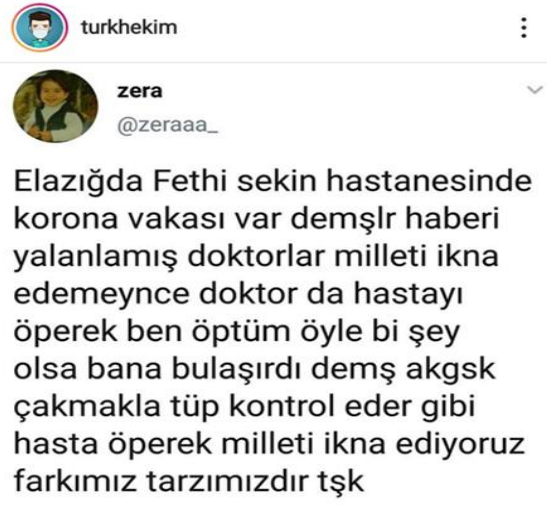 turkhekim
zera
@zeraaa_
Elazığda Fethi sekin hastanesinde
korona vakası var demşlr haberi
yalanlamış doktorlar milleti ikna
edemeynce doktor da hastayı
öperek ben öptüm öyle bi şey
olsa bana bulaşırdı demş akgsk
çakmakla tüp kontrol eder gibi
hasta öperek milleti ikna ediyoruz
farkımız tarzımızdır tşk